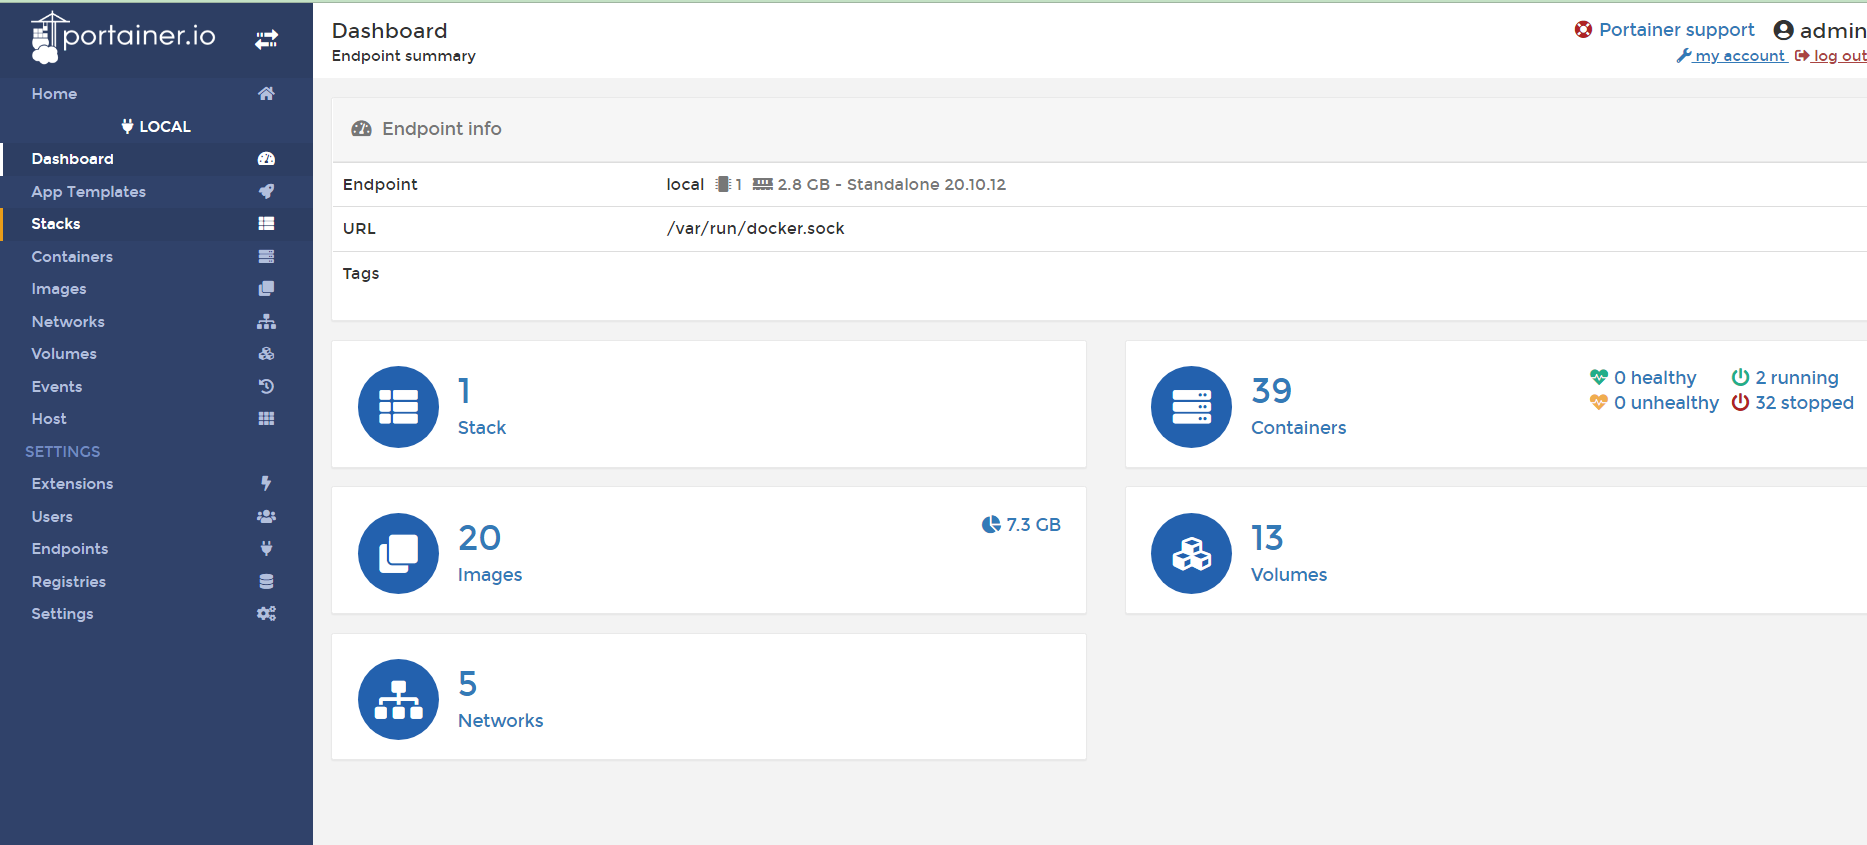 portainer.io
Home
LOCAL
Dashboard
App Templates
Stacks
Containers
Images
Networks
Volumes
Events
Host
SETTINGS
Extensions
Users
Endpoints
Registries
Settings
Dashboard
Endpoint summary
Portainer support admin
my account log out
Endpoint info
Endpoint local 1 2.8 GB - Standalone 20.10.12
URL /var/run/docker.sock
Tags
1
Stack
39
Containers
0 healthy 2 running
0 unhealthy 32 stopped
20
Images
7.3 GB
13
Volumes
5
Networks